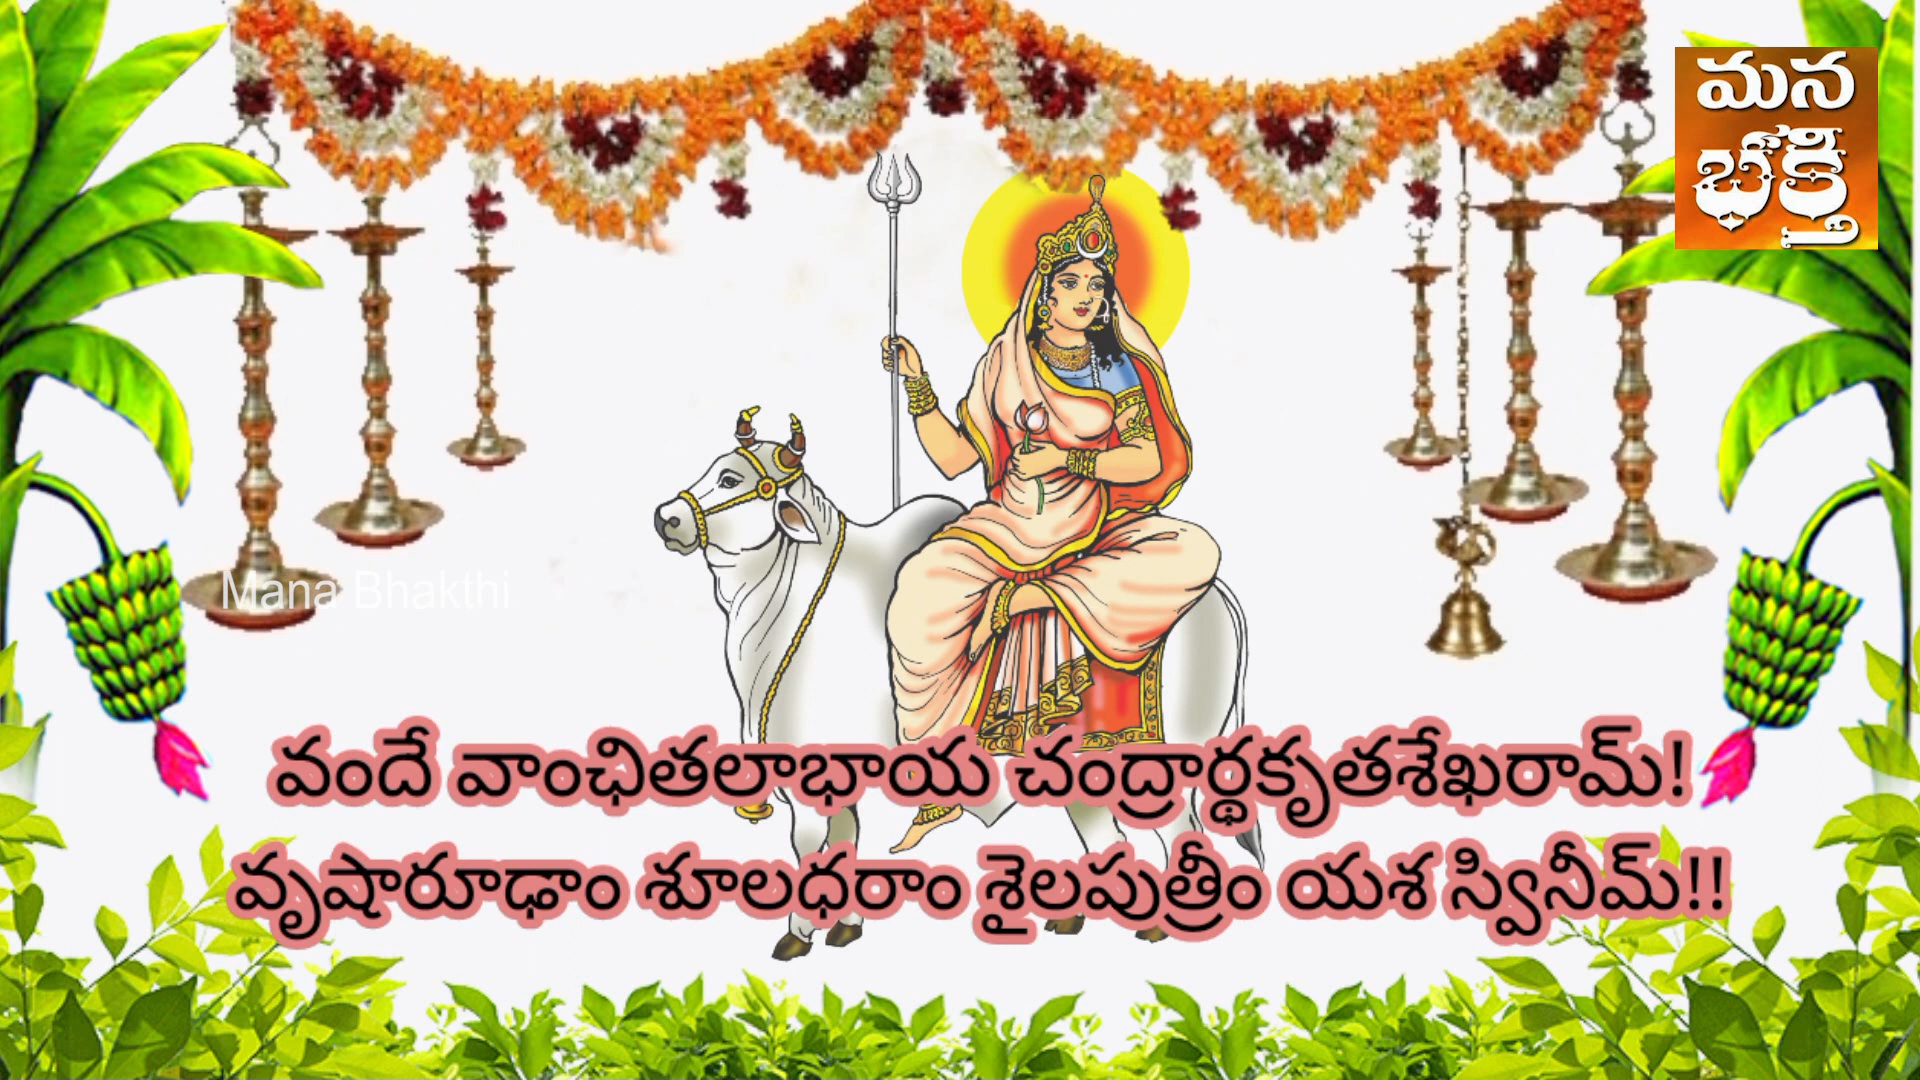 మన
భక్తి
Mana Bhakthi
వందే వాంఛితలాభాయ చంద్రార్థకృతశేఖరామ్!
వృషారూఢాం శూలధరాం శైలపుత్రీం యశ స్వినీమ్!!